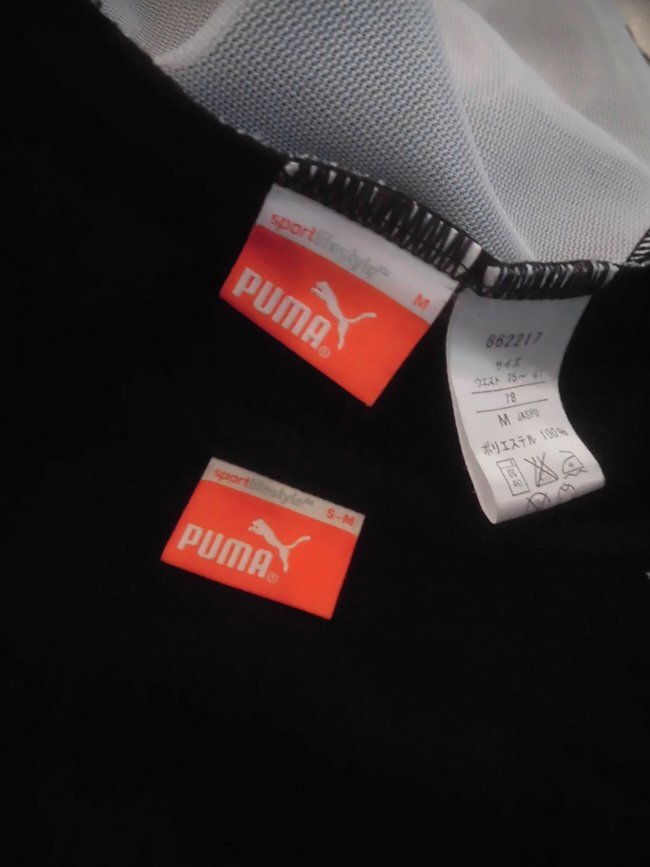 sportlifestyle
M
PUMA®
862217
サイズ
ウエスト 75～ 81
78
M JASPO
ポリエステル 100%
sportlifestyle
S-M
PUMA®